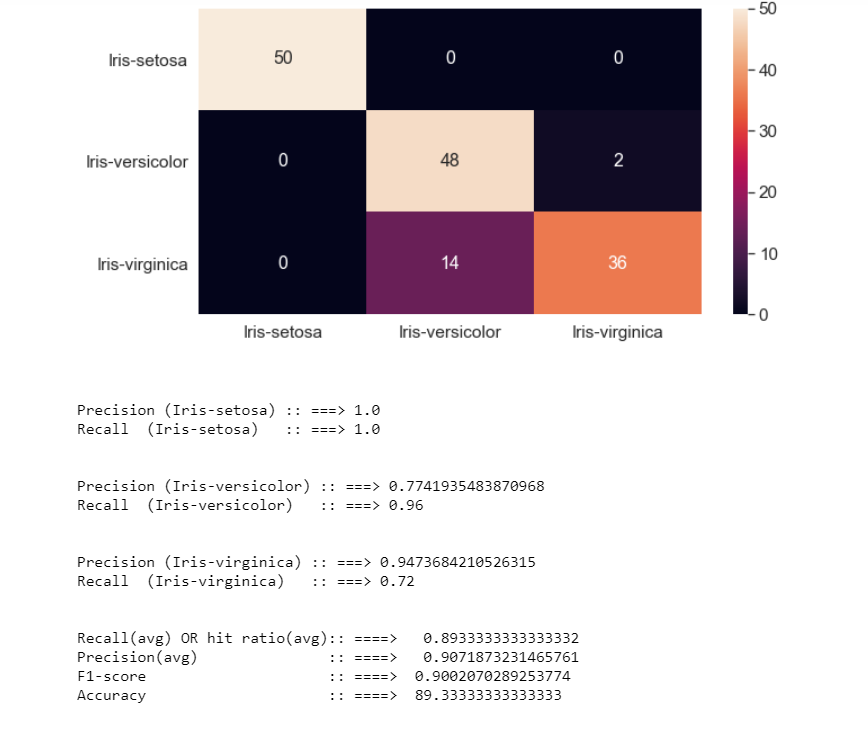 50
Iris-setosa 50 0 0
40
30
Iris-versicolor 0 48 2
20
10
Iris-virginica 0 14 36
0
Iris-setosa Iris-versicolor Iris-virginica
Precision (Iris-setosa) :: ===> 1.0
Recall  (Iris-setosa)   :: ===> 1.0
Precision (Iris-versicolor) :: ===> 0.7741935483870968
Recall  (Iris-versicolor)   :: ===> 0.96
Precision (Iris-virginica) :: ===> 0.9473684210526315
Recall  (Iris-virginica)   :: ===> 0.72
Recall(avg) OR hit ratio(avg):: ====>   0.8933333333333332
Precision(avg)               :: ====>   0.9071873231465761
F1-score                     :: ====>  0.9002070289253774
Accuracy                     :: ====>  89.33333333333333